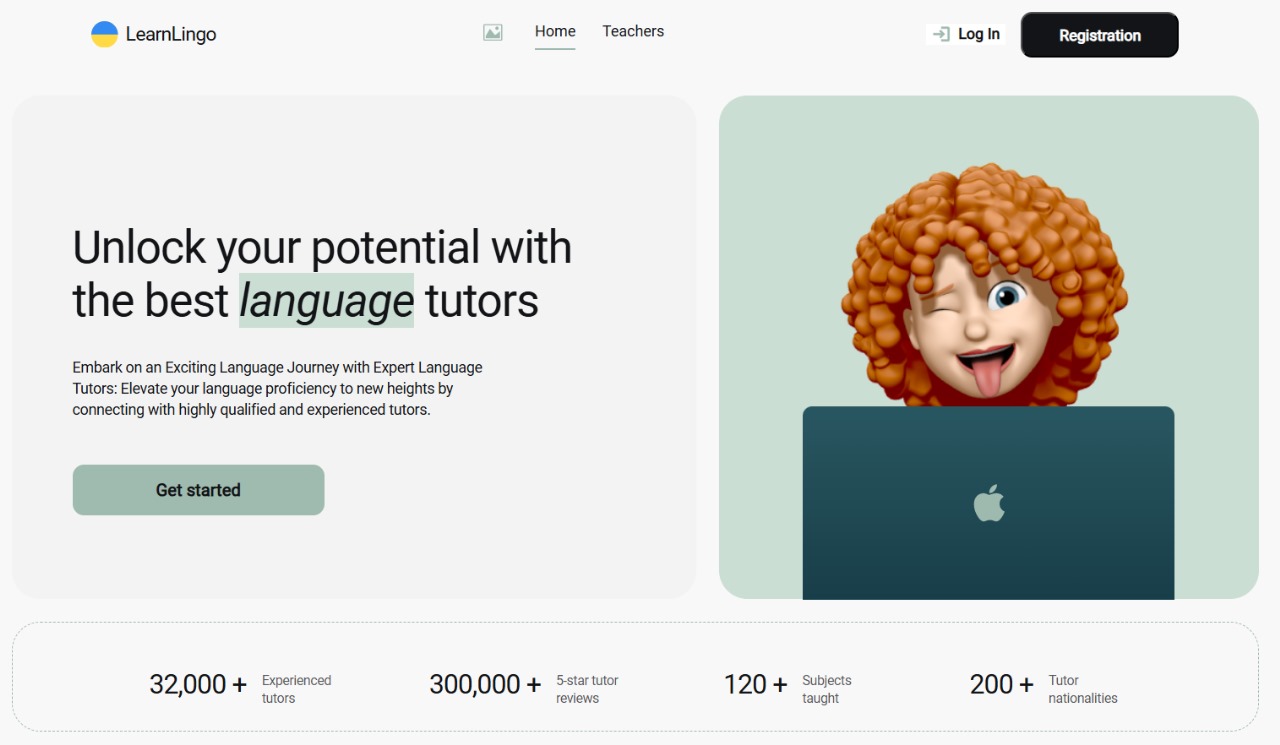 LearnLingo
Home
Teachers
Log In
Registration
Unlock your potential with
the best language tutors
Embark on an Exciting Language Journey with Expert Language
Tutors: Elevate your language proficiency to new heights by
connecting with highly qualified and experienced tutors.
Get started
32,000 +
Experienced
tutors
300,000 +
5-star tutor
reviews
120 +
Subjects
taught
200 +
Tutor
nationalities